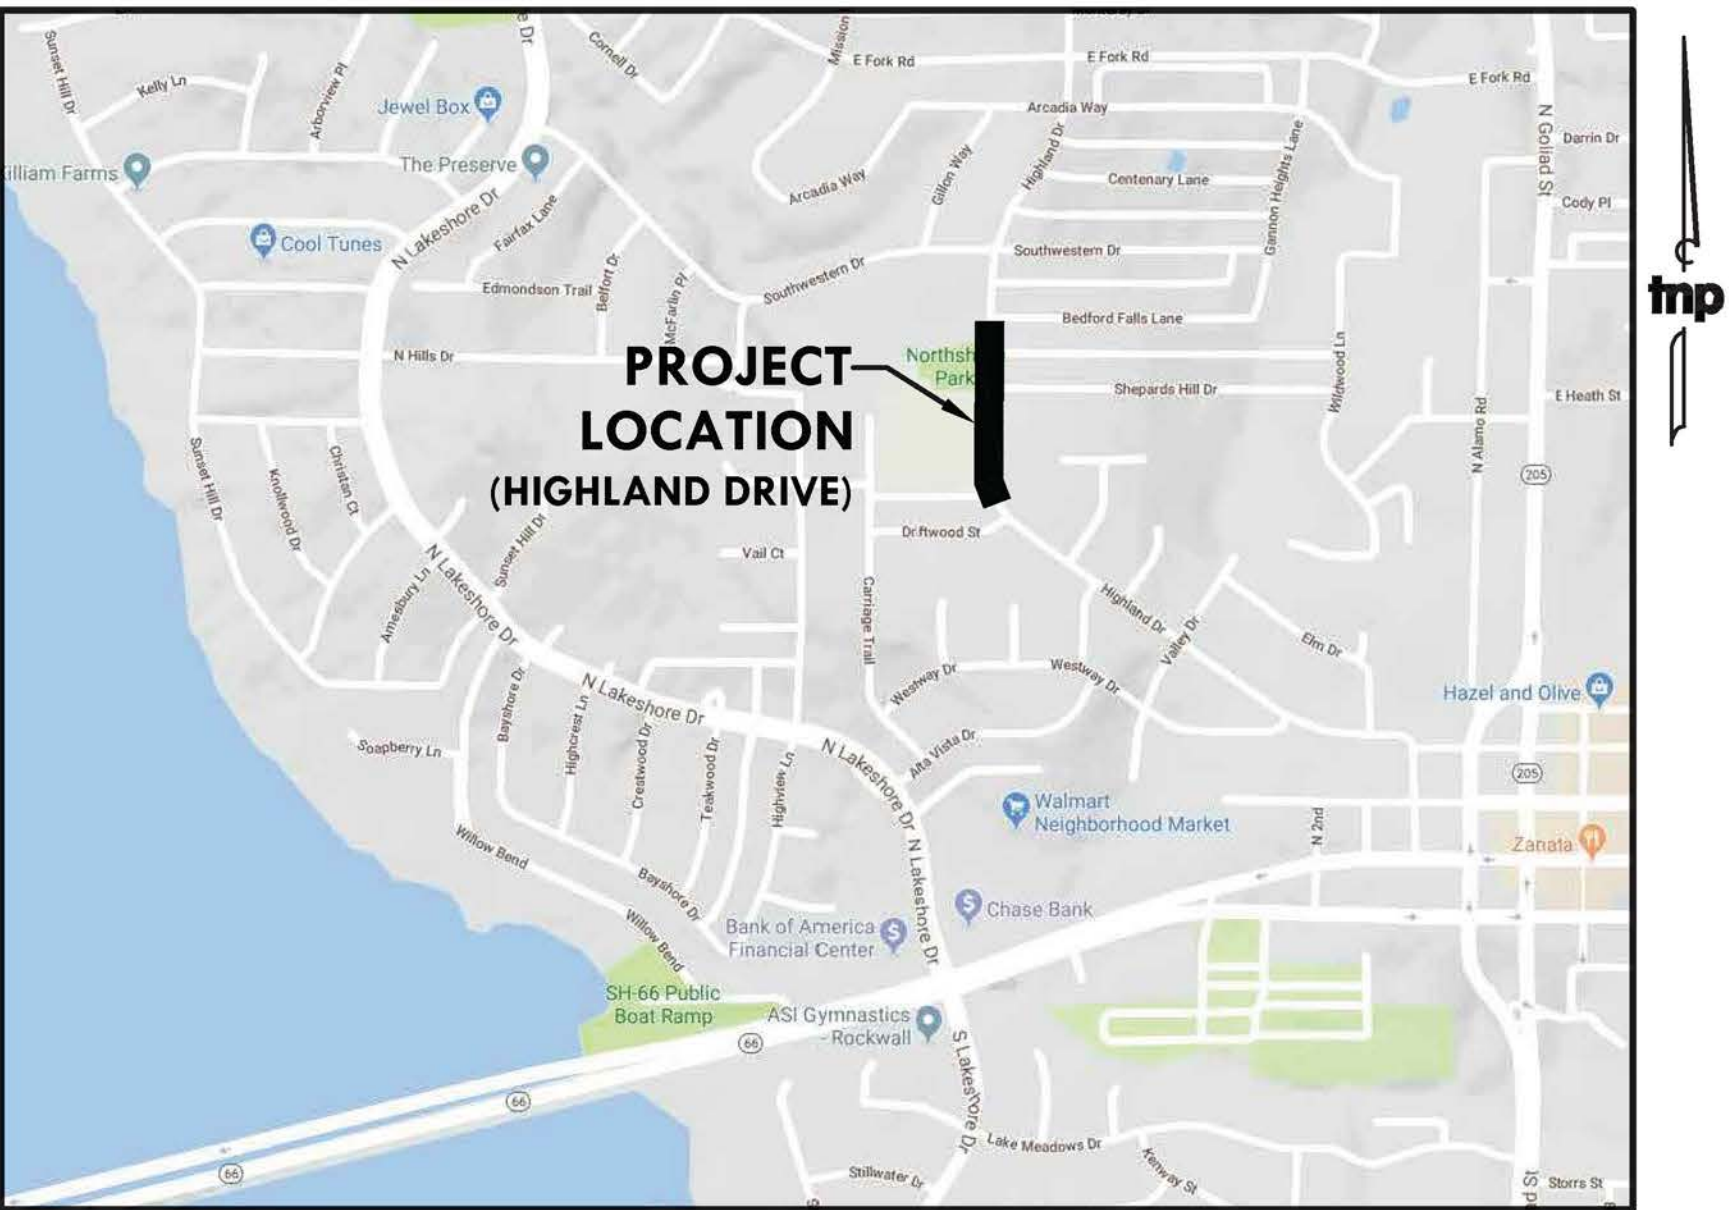 Sunset Hill Dr
Kelly Ln
Arborview Pl
e Dr
Cornell Dr
Mission
E Fork Rd
E Fork Rd
E Fork Rd
N Goliad St
Jewel Box
Arcadia Way
Darrin Dr
illiam Farms
The Preserve
Highland Dr
Gannon Heights Lane
Gillon Way
Arcadia Way
Centenary Lane
Cody Pl
Fairfax Lane
N Lakeshore Dr
Cool Tunes
Southwestern Dr
Southwestern Dr
Edmondson Trail
Belfort Dr
McFarlin Pl
tnp
Bedford Falls Lane
N Hills Dr
PROJECT
LOCATION
(HIGHLAND DRIVE)
Northsh
Park
Shepards Hill Dr
Wildwood Ln
N Alamo Rd
E Heath St
205
Sunset Hill Dr
Knollwood Dr
Christan Ct
Sunset Hill Dr
Driftwood St
Vail Ct
N Lakeshore Dr
Amesbury Ln
Carriage Trail
Highland Dr
Valley Dr
Elm Dr
Westway Dr
Westway Dr
Hazel and Olive
Bayshore Dr
N Lakeshore Dr
Highcrest Ln
Soapberry Ln
Crestwood Dr
Teakwood Dr
Highview Ln
N Lakeshore Dr
Alta Vista Dr
205
Walmart
Neighborhood Market
N 2nd
Zanata
Willow Bend
Bayshore Dr
N Lakeshore Dr
Chase Bank
Bank of America
Financial Center
Willow Bend
SH-66 Public
Boat Ramp
ASI Gymnastics
- Rockwall
66
S Lakeshore Dr
66
Lake Meadows Dr
66
Stillwater Dr
Kenway St
Storrs St